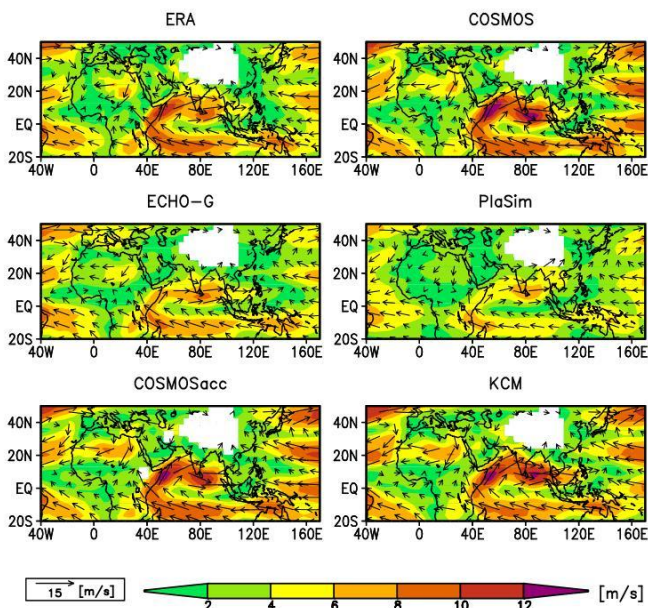 ERA COSMOS
40N 40N
20N 20N
EQ EQ
20S 20S
40W 0 40E 80E 120E 160E 40W 0 40E 80E 120E 160E
ECHO-G PlaSim
40N 40N
20N 20N
EQ EQ
20S 20S
40W 0 40E 80E 120E 160E 40W 0 40E 80E 120E 160E
COSMOSacc KCM
40N 40N
20N 20N
EQ EQ
20S 20S
40W 0 40E 80E 120E 160E 40W 0 40E 80E 120E 160E
15 [m/s] 2 4 6 8 10 12 [m/s]